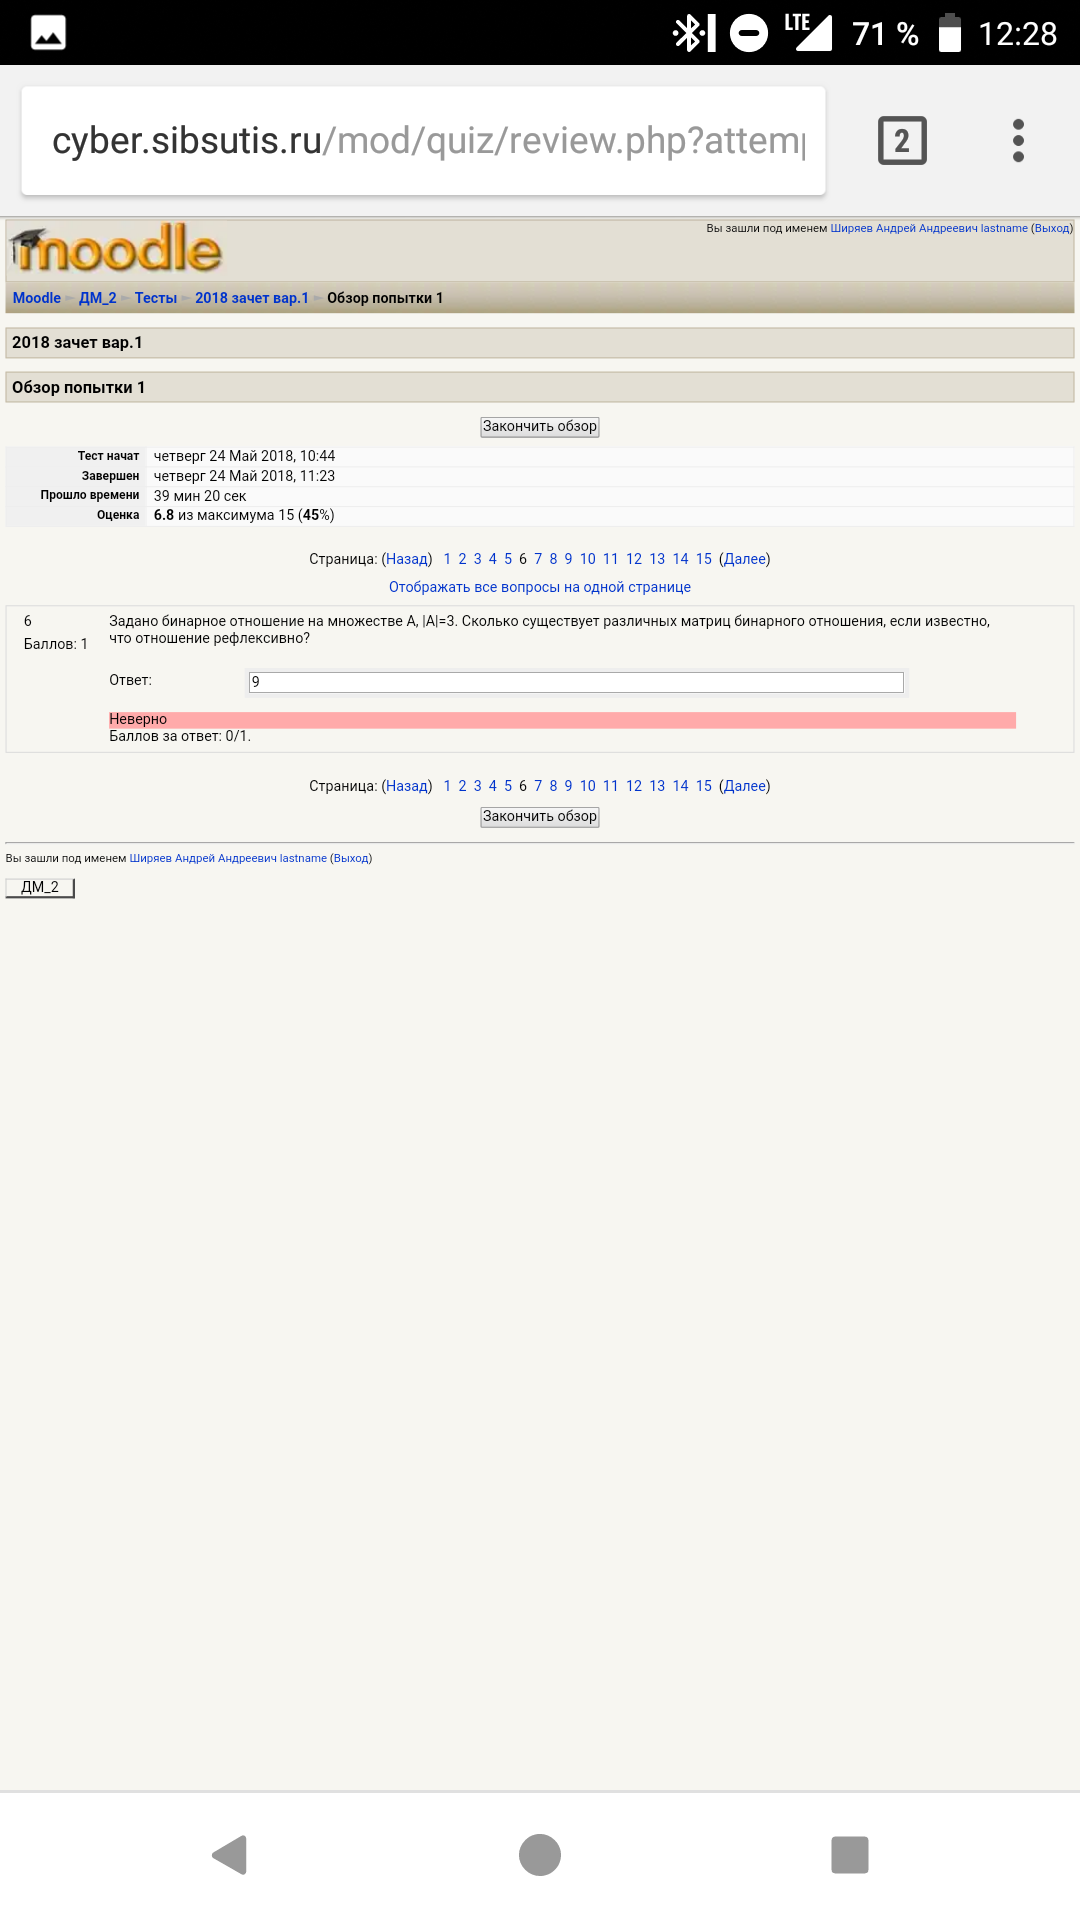 LTE 71 % 12:28
cyber.sibsutis.ru/mod/quiz/review.php?attem
2
moodle
Вы зашли под именем Ширяев Андрей Андреевич lastname (Выход)
Moodle ► ДМ_2 ► Тесты ► 2018 зачет вар.1 ► Обзор попытки 1
2018 зачет вар.1
Обзор попытки 1
Закончить обзор
Тест начат четверг 24 Май 2018, 10:44
Завершен четверг 24 Май 2018, 11:23
Прошло времени 39 мин 20 сек
Оценка 6.8 из максимума 15 (45%)
Страница: (Назад) 1 2 3 4 5 6 7 8 9 10 11 12 13 14 15 (Далее)
Отображать все вопросы на одной странице
6
Баллов: 1
Задано бинарное отношение на множестве А, |A|=3. Сколько существует различных матриц бинарного отношения, если известно,
что отношение рефлексивно?
Ответ: 9
Неверно
Баллов за ответ: 0/1.
Страница: (Назад) 1 2 3 4 5 6 7 8 9 10 11 12 13 14 15 (Далее)
Закончить обзор
Вы зашли под именем Ширяев Андрей Андреевич lastname (Выход)
ДМ_2